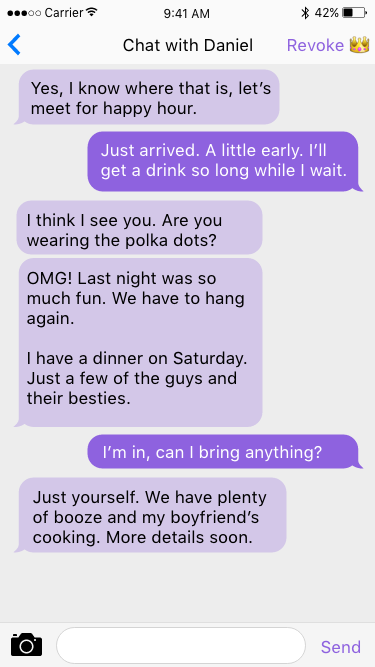 Carrier 9:41 AM 42%
Chat with Daniel Revoke
Yes, I know where that is, let’s
meet for happy hour.
Just arrived. A little early. I’ll
get a drink so long while I wait.
I think I see you. Are you
wearing the polka dots?
OMG! Last night was so
much fun. We have to hang
again.
I have a dinner on Saturday.
Just a few of the guys and
their besties.
I’m in, can I bring anything?
Just yourself. We have plenty
of booze and my boyfriend’s
cooking. More details soon.
Send